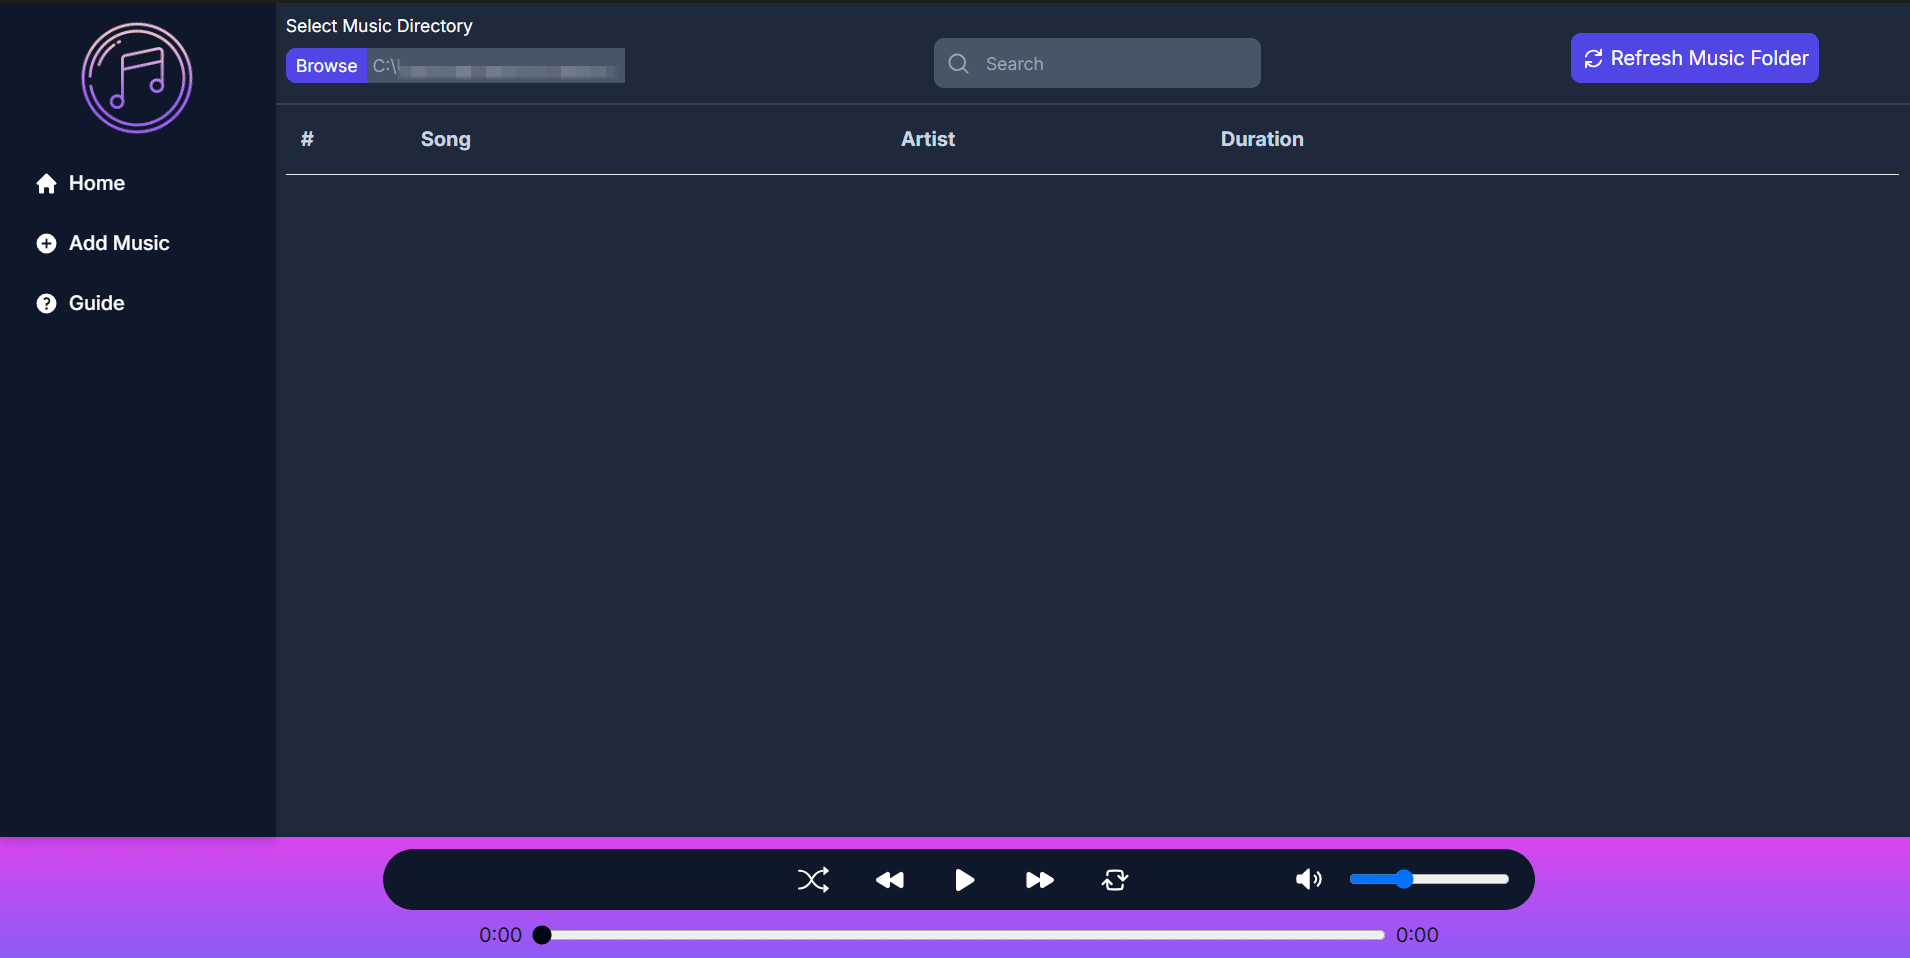 Select Music Directory
Browse C:\
Search
Refresh Music Folder
Home
Add Music
Guide
# Song Artist Duration
0:00 0:00